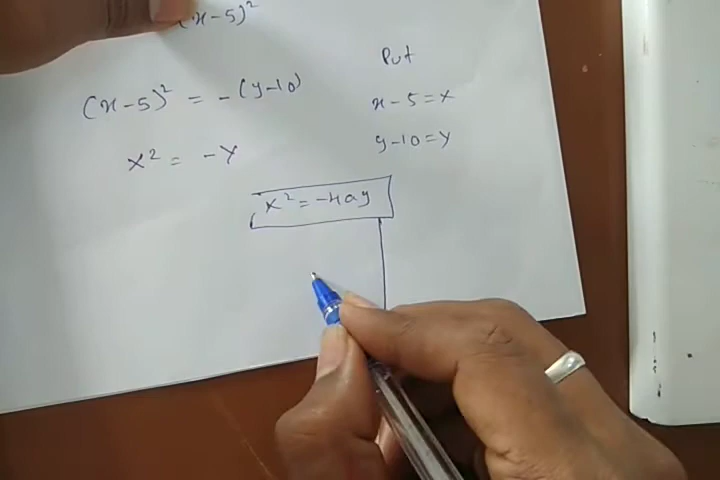 (x-5)²
Put
(x-5)² = -(y-10)
x-5=X
y-10=Y
X² = -Y
X² = -4ay